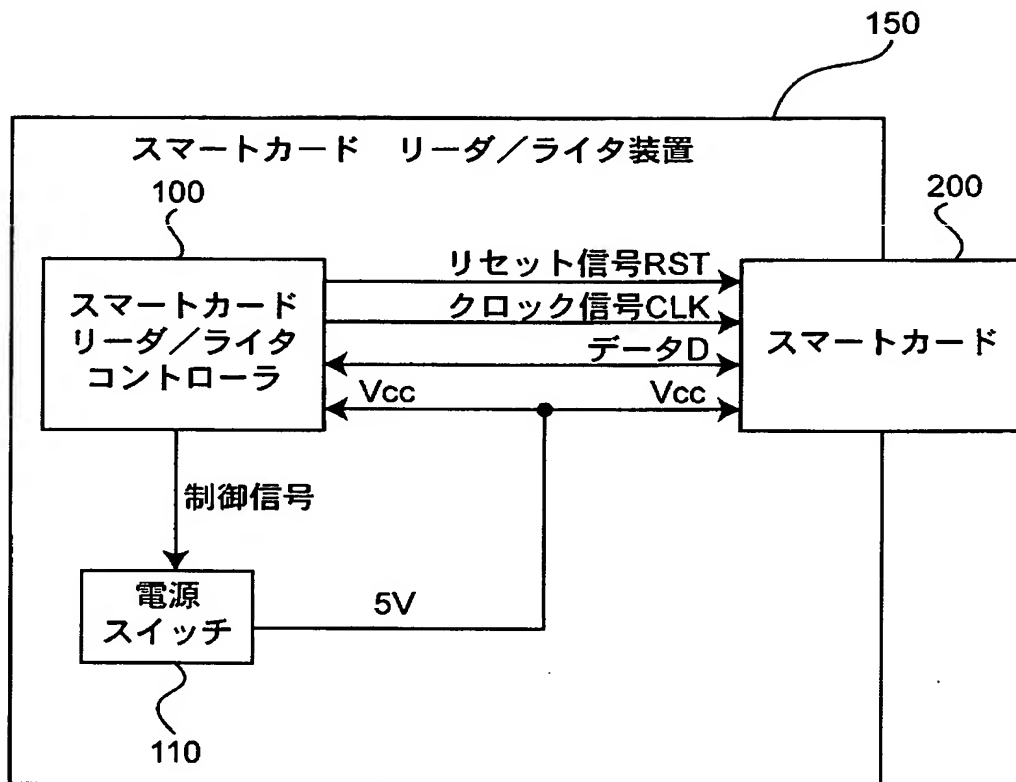 150
スマートカード リーダ／ライタ装置
100
200
スマートカード
リーダ／ライタ
コントローラ
リセット信号RST
クロック信号CLK
データD
Vcc
Vcc
スマートカード
制御信号
電源
スイッチ
5V
110